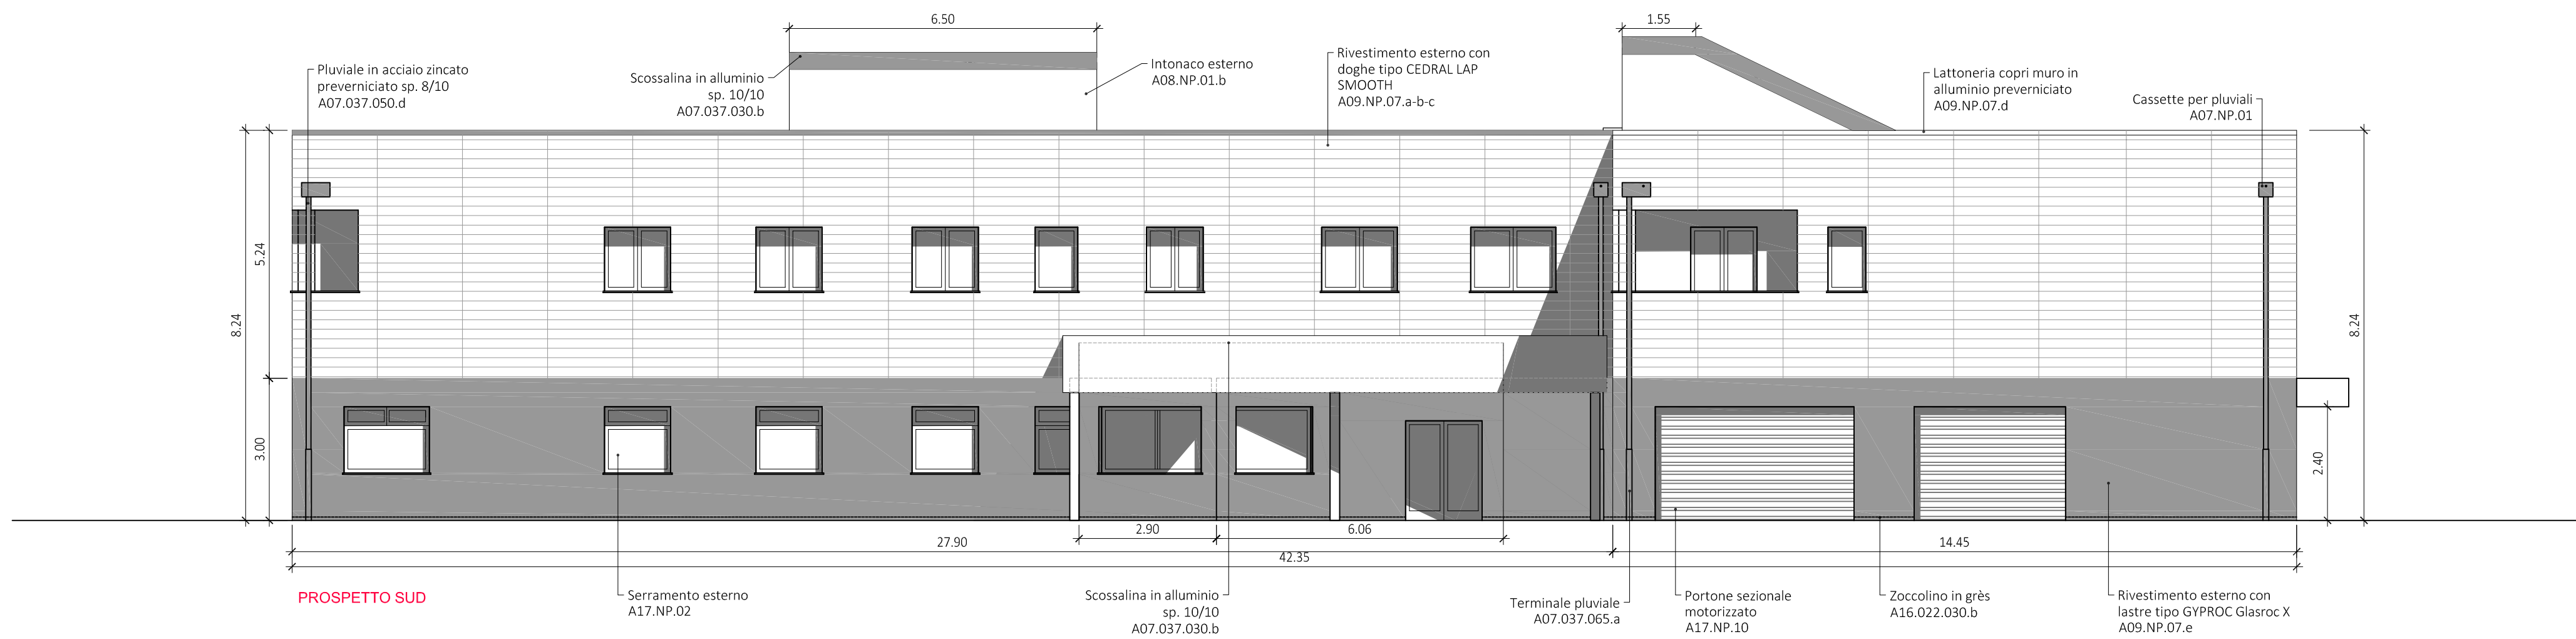 6.50
1.55
Pluviale in acciaio zincato
preverniciato sp. 8/10
A07.037.050.d
Scossalina in alluminio
sp. 10/10
A07.037.030.b
Intonaco esterno
A08.NP.01.b
Rivestimento esterno con
doghe tipo CEDRAL LAP
SMOOTH
A09.NP.07.a-b-c
Lattoneria copri muro in
alluminio preverniciato
A09.NP.07.d
Cassette per pluviali
A07.NP.01
8.24
5.24
3.00
8.24
2.40
2.90
6.06
27.90
14.45
42.35
PROSPETTO SUD
Serramento esterno
A17.NP.02
Scossalina in alluminio
sp. 10/10
A07.037.030.b
Terminale pluviale
A07.037.065.a
Portone sezionale
motorizzato
A17.NP.10
Zoccolino in grès
A16.022.030.b
Rivestimento esterno con
lastre tipo GYPROC Glasroc X
A09.NP.07.e